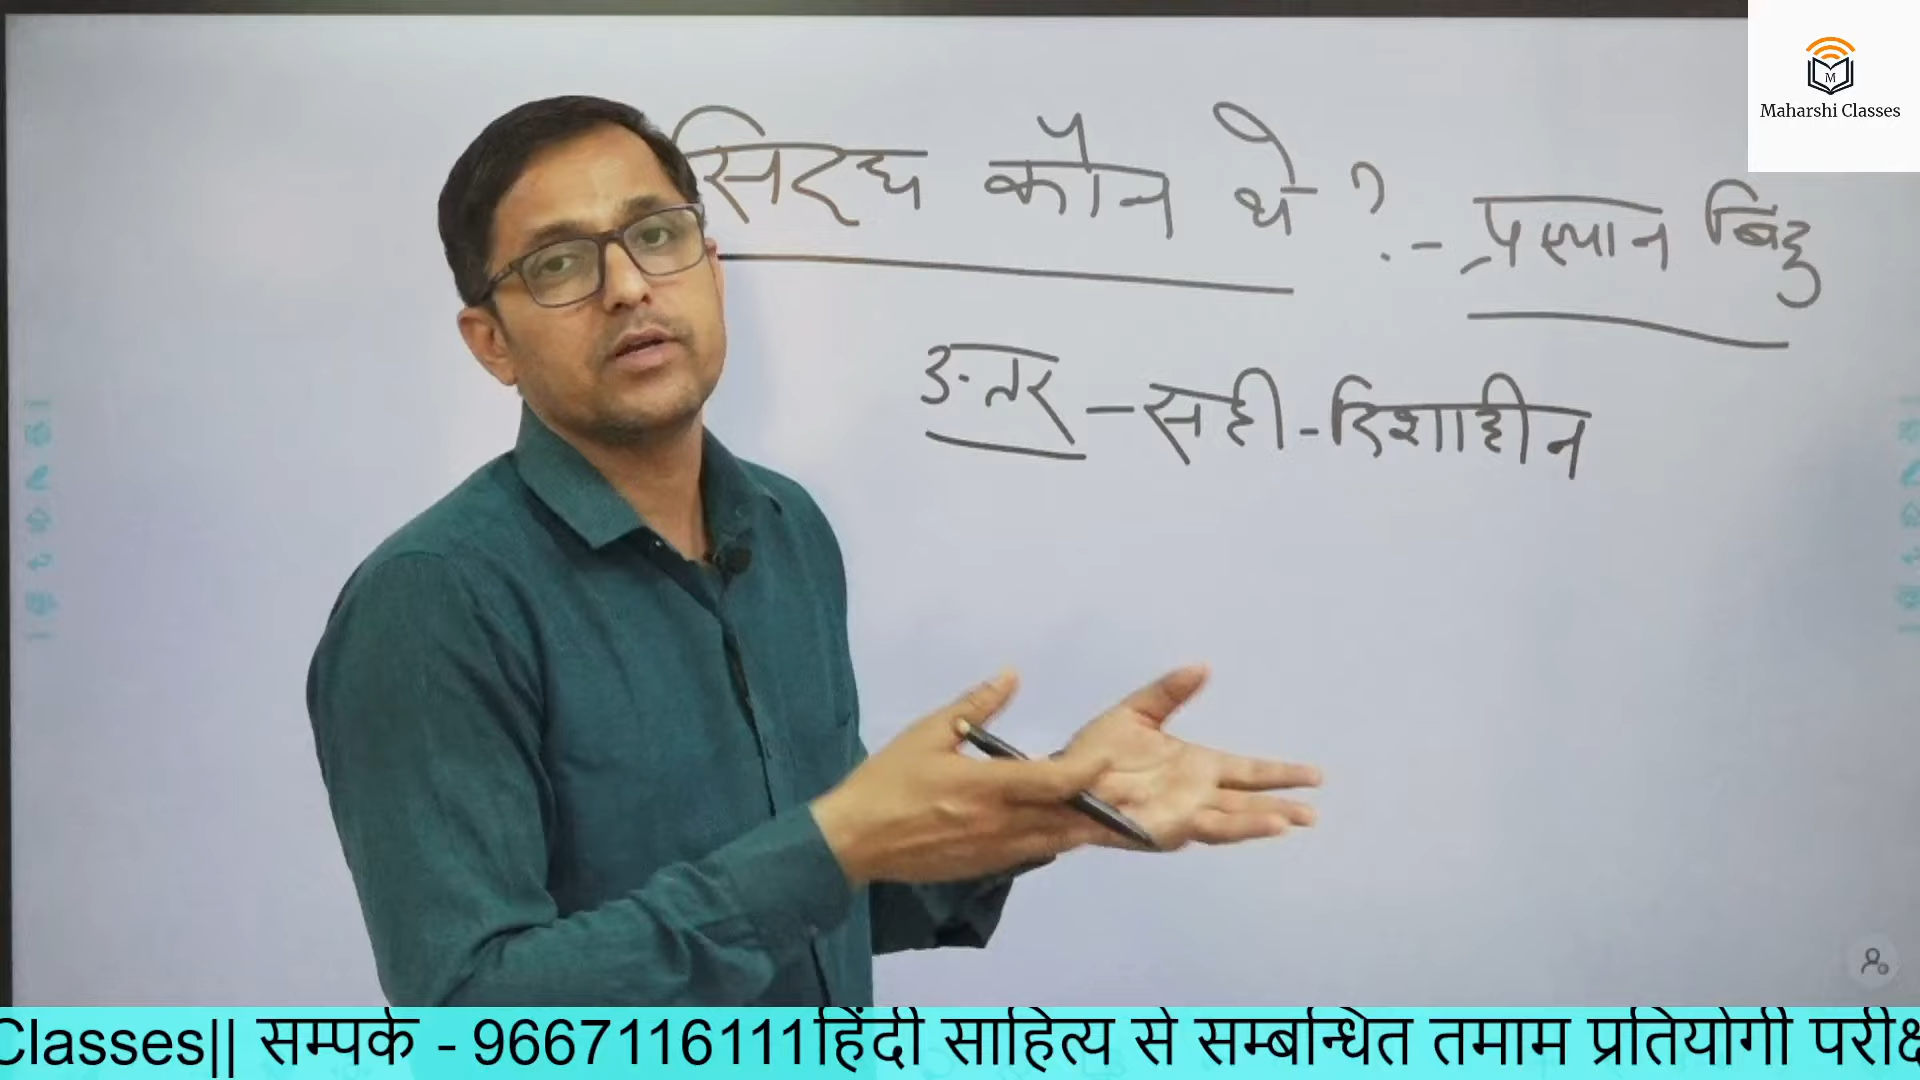 M
Maharshi Classes
सिद्ध कौन थे ? - प्रस्थान बिंदु
उत्तर - सही - दिशाहीन
Classes|| सम्पर्क - 9667116111हिंदी साहित्य से सम्बन्धित तमाम प्रतियोगी परीक्ष